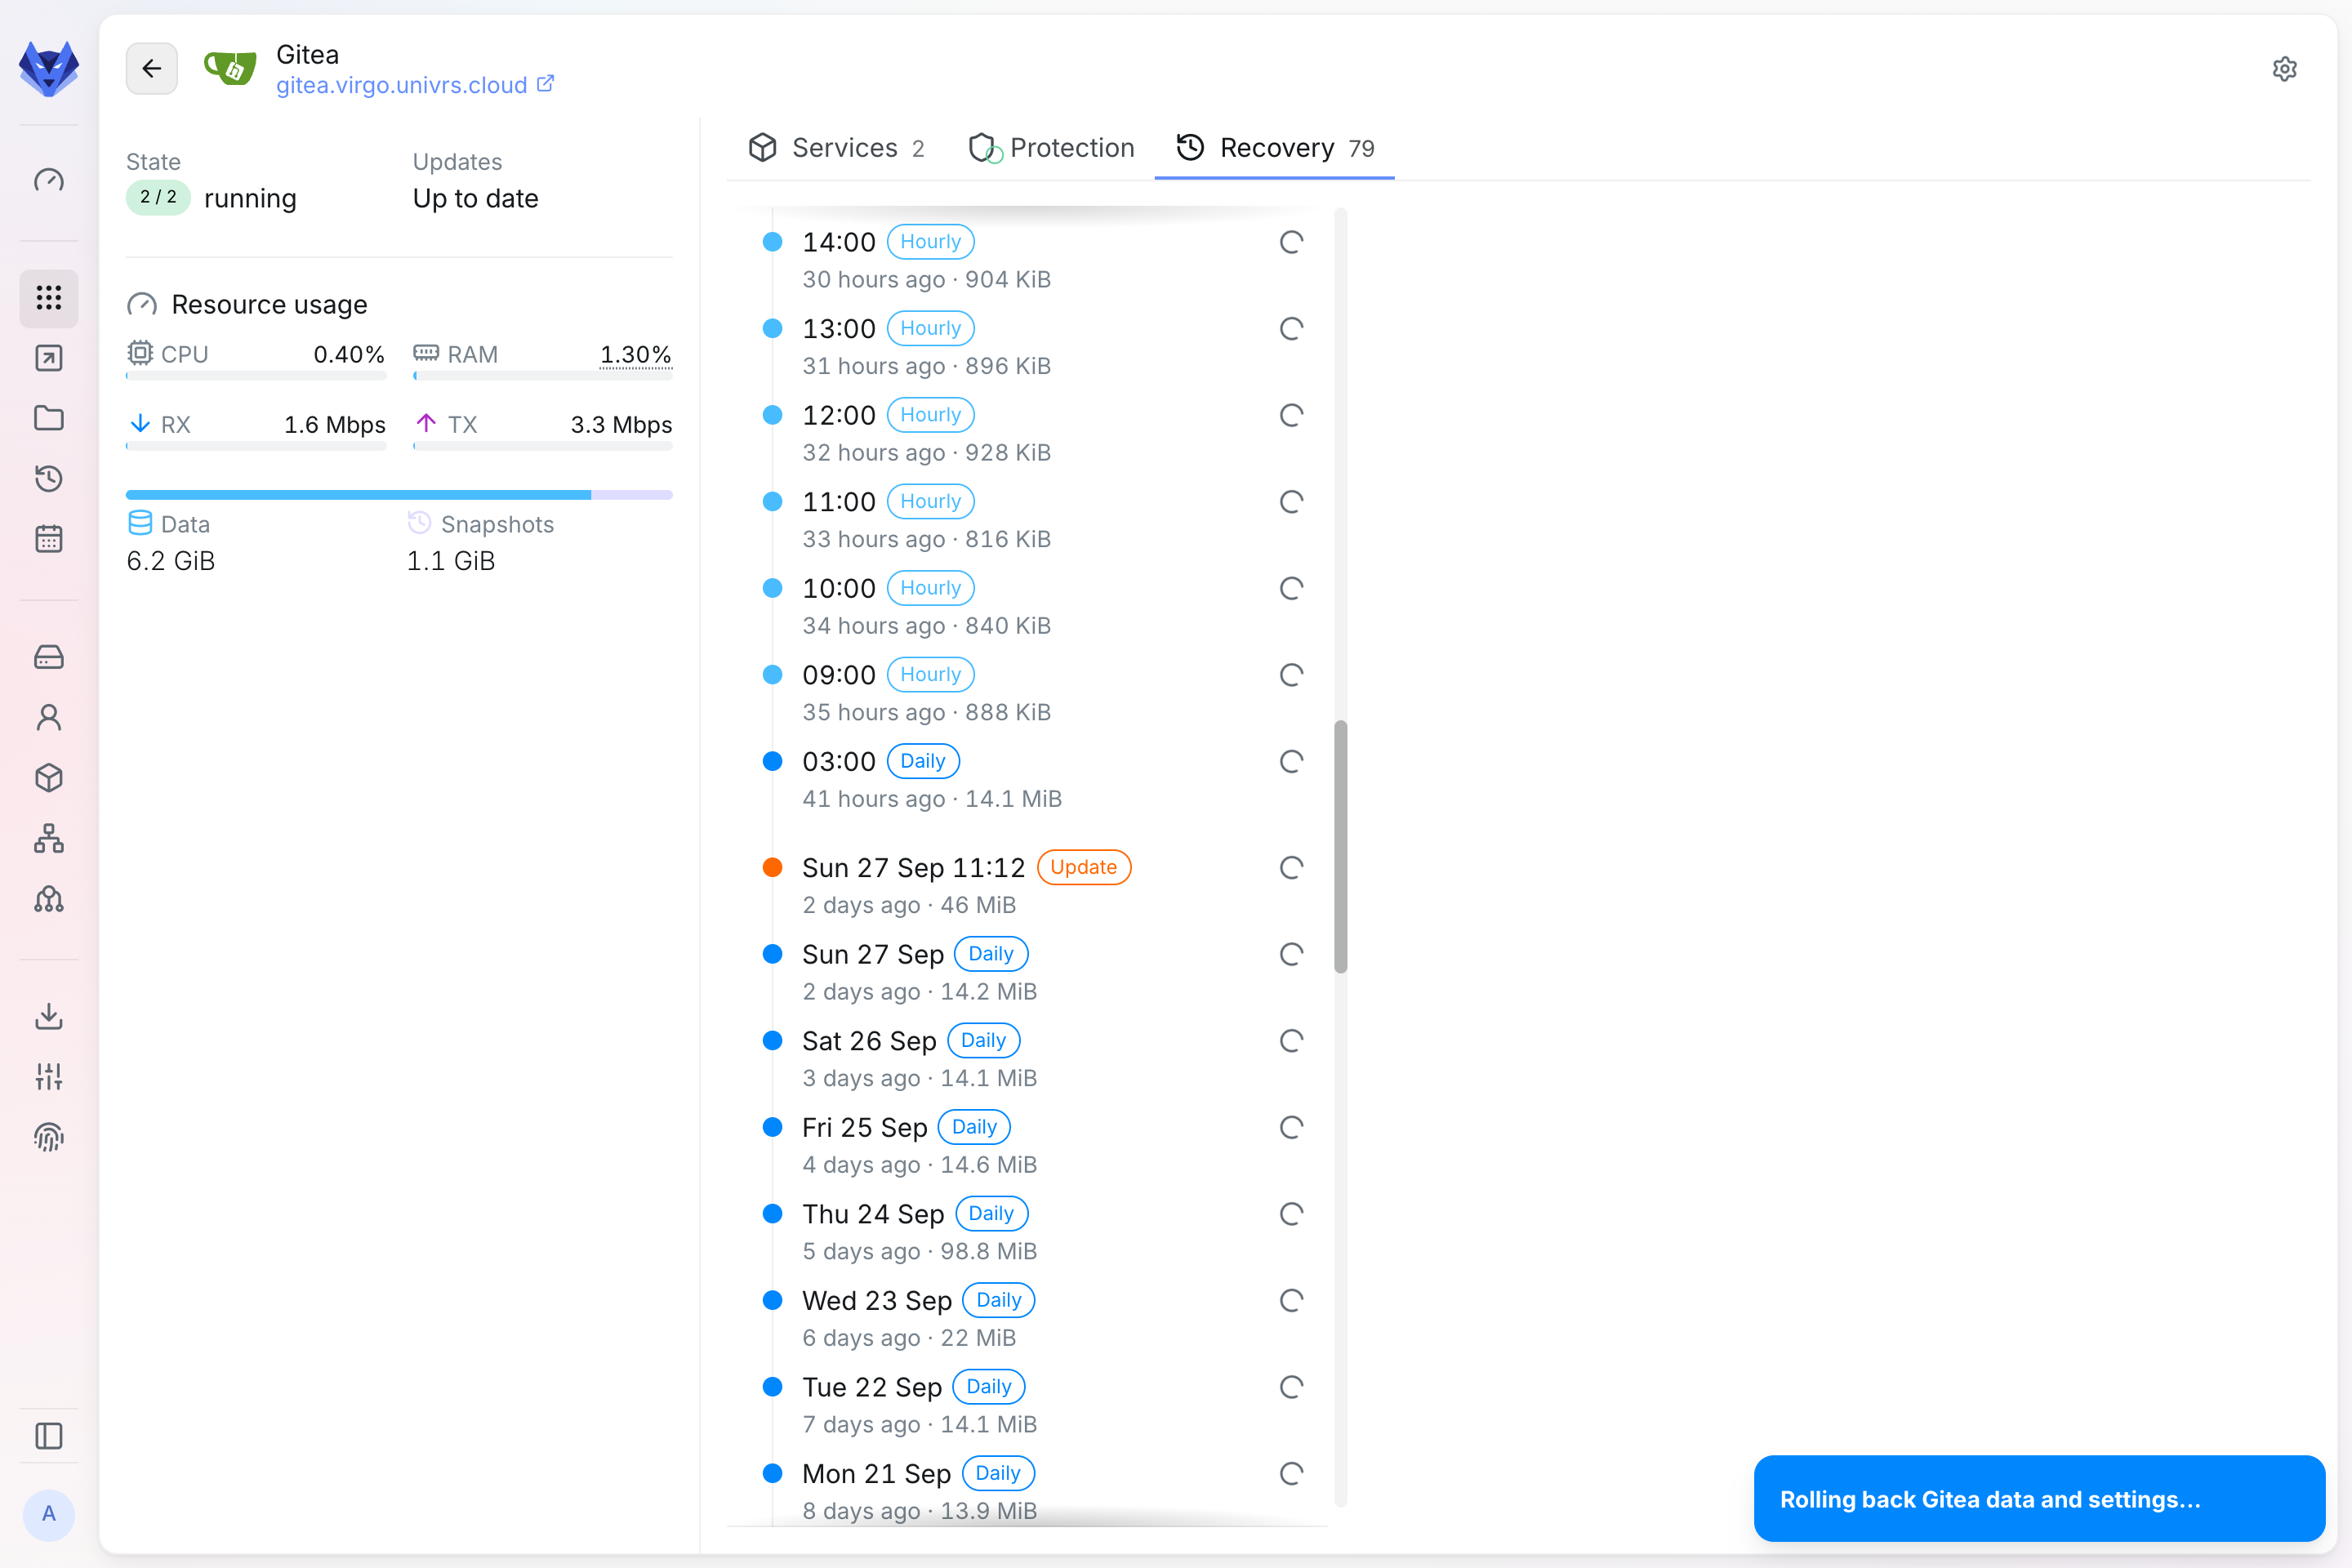 Gitea
gitea.virgo.univrs.cloud
State
2 / 2 running
Updates
Up to date
Resource usage
CPU 0.40%
RAM 1.30%
RX 1.6 Mbps
TX 3.3 Mbps
Data
6.2 GiB
Snapshots
1.1 GiB
Services 2
Protection
Recovery 79
14:00 Hourly
30 hours ago · 904 KiB
13:00 Hourly
31 hours ago · 896 KiB
12:00 Hourly
32 hours ago · 928 KiB
11:00 Hourly
33 hours ago · 816 KiB
10:00 Hourly
34 hours ago · 840 KiB
09:00 Hourly
35 hours ago · 888 KiB
03:00 Daily
41 hours ago · 14.1 MiB
Sun 27 Sep 11:12 Update
2 days ago · 46 MiB
Sun 27 Sep Daily
2 days ago · 14.2 MiB
Sat 26 Sep Daily
3 days ago · 14.1 MiB
Fri 25 Sep Daily
4 days ago · 14.6 MiB
Thu 24 Sep Daily
5 days ago · 98.8 MiB
Wed 23 Sep Daily
6 days ago · 22 MiB
Tue 22 Sep Daily
7 days ago · 14.1 MiB
Mon 21 Sep Daily
8 days ago · 13.9 MiB
A
Rolling back Gitea data and settings...